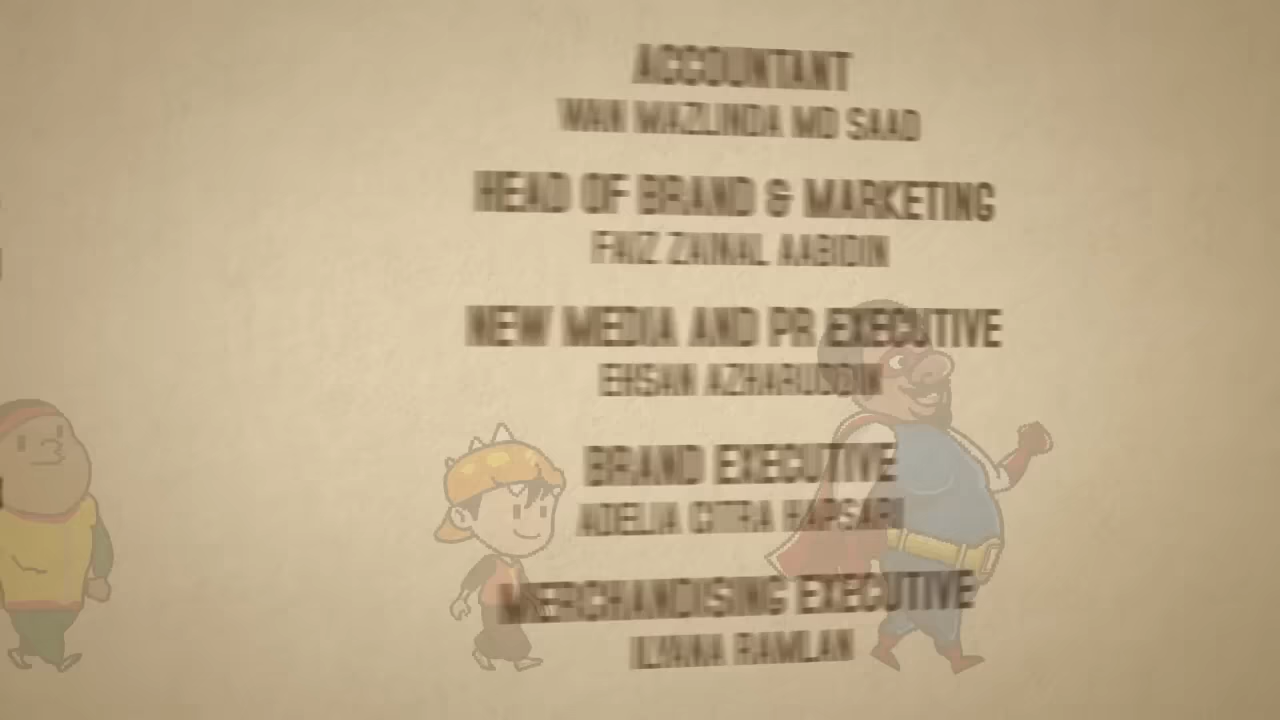 ACCOUNTANT
WAN WAZLINDA MD SAAD
HEAD OF BRAND & MARKETING
FAIZ ZAINAL AABIDIN
NEW MEDIA AND PR EXECUTIVE
EHSAN AZHARUDDIN
BRAND EXECUTIVE
ADELIA CITRA HAPSARI
MERCHANDISING EXECUTIVE
ILYANA RAMLAN